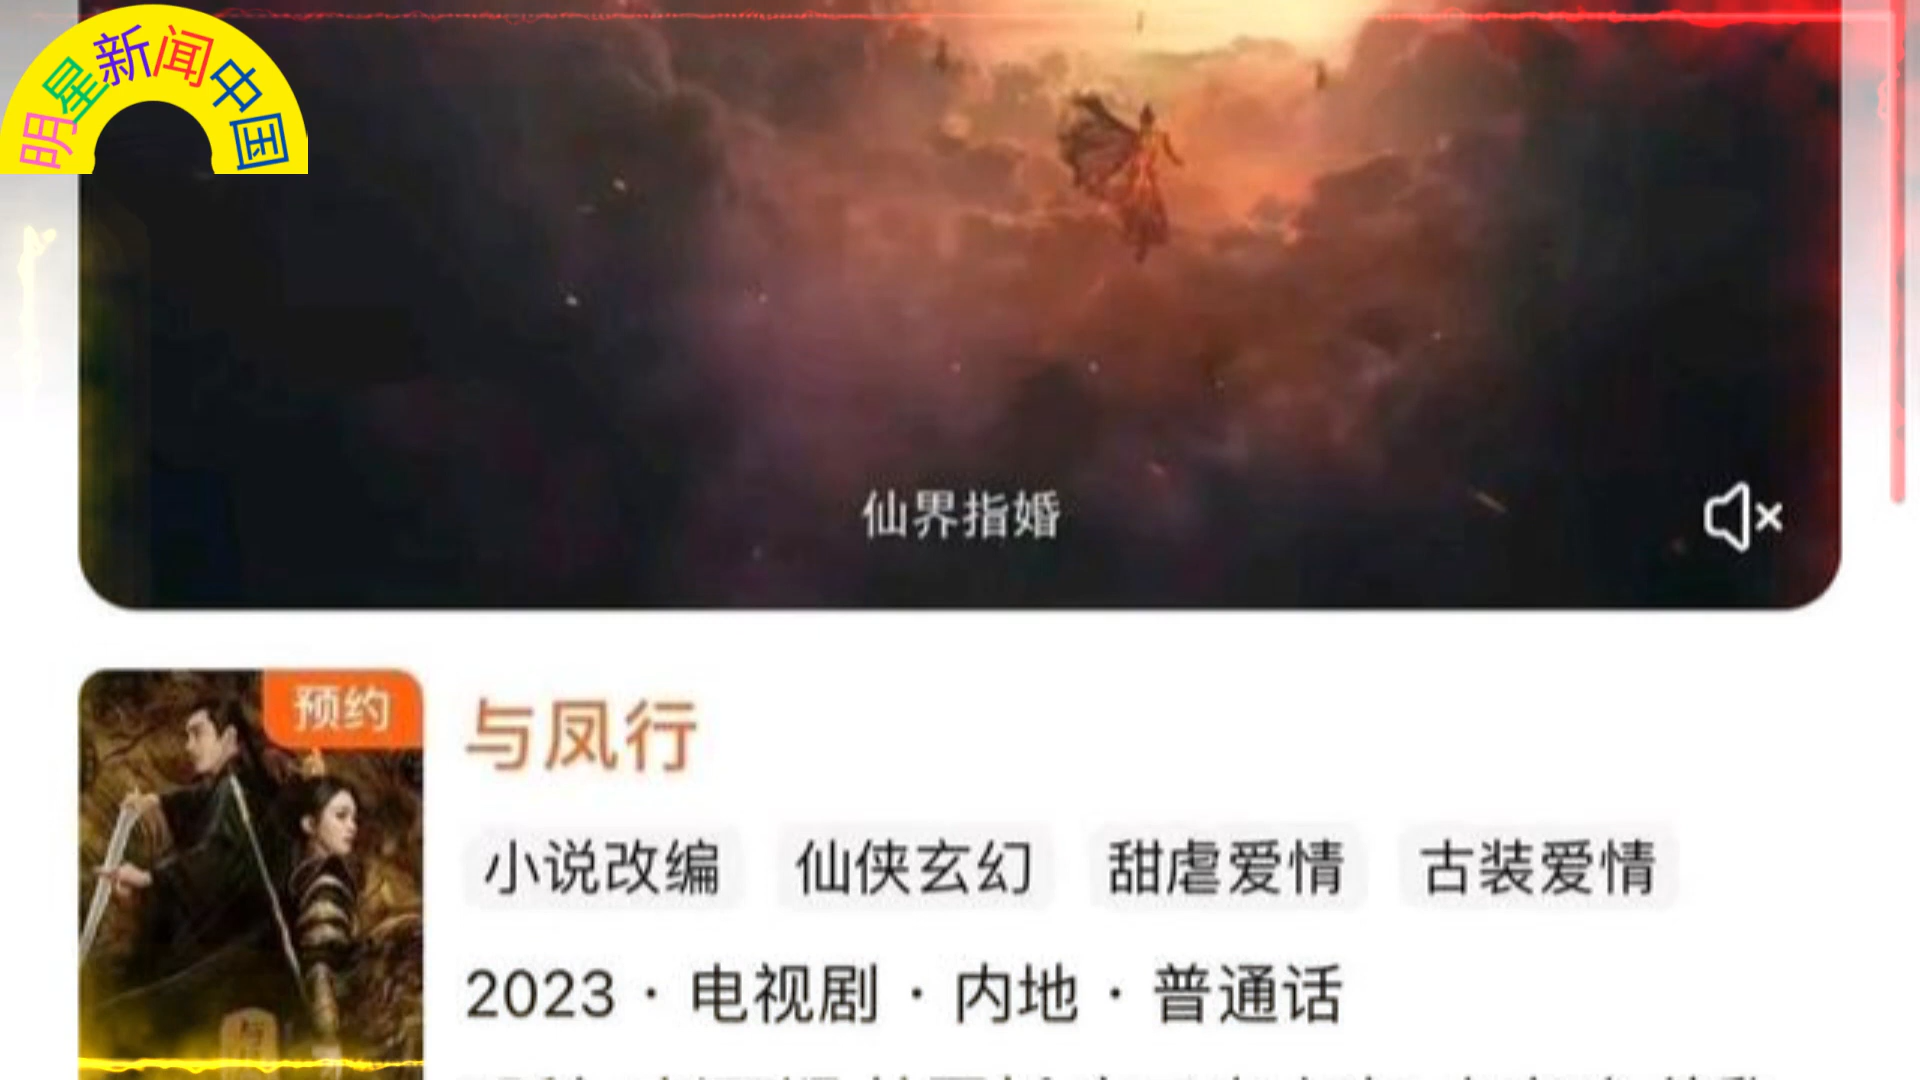 明星新闻中国
仙界指婚
预约
与凤行
小说改编 仙侠玄幻 甜虐爱情 古装爱情
2023 · 电视剧 · 内地 · 普通话